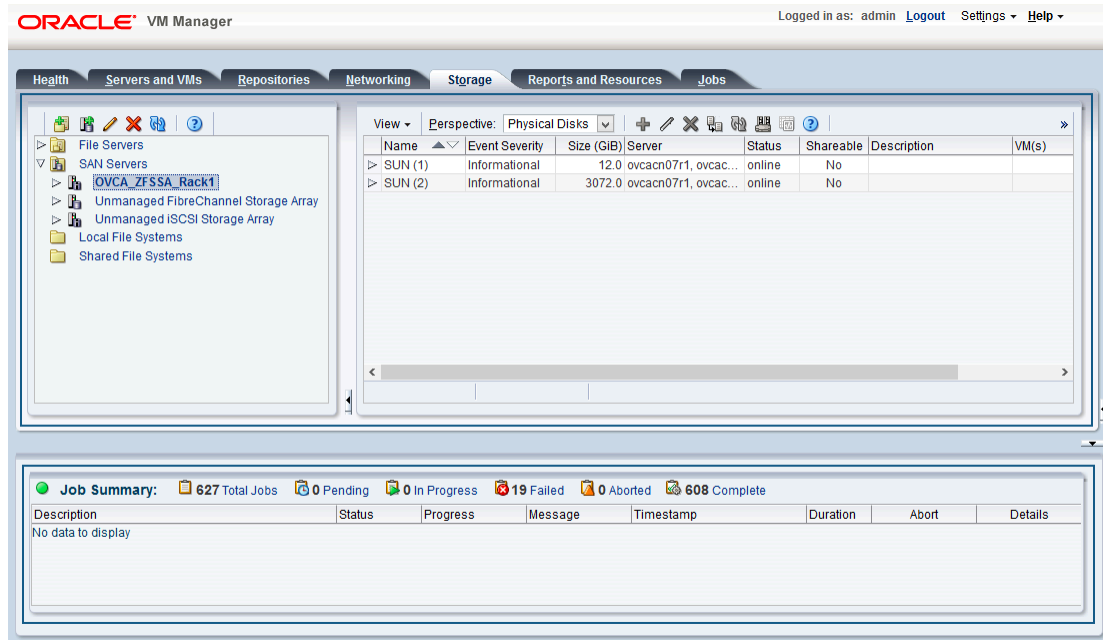 ORACLE® VM Manager
Logged in as: admin Logout Settings Help
Health Servers and VMs Repositories Networking Storage Reports and Resources Jobs
File Servers
SAN Servers
OVCA_ZFSSA_Rack1
Unmanaged FibreChannel Storage Array
Unmanaged iSCSI Storage Array
Local File Systems
Shared File Systems
View Perspective: Physical Disks »
Name Event Severity Size (GiB) Server Status Shareable Description VM(s)
SUN (1) Informational 12.0 ovcacn07r1, ovcac... online No
SUN (2) Informational 3072.0 ovcacn07r1, ovcac... online No
Job Summary: 627 Total Jobs 0 Pending 0 In Progress 19 Failed 0 Aborted 608 Complete
Description Status Progress Message Timestamp Duration Abort Details
No data to display